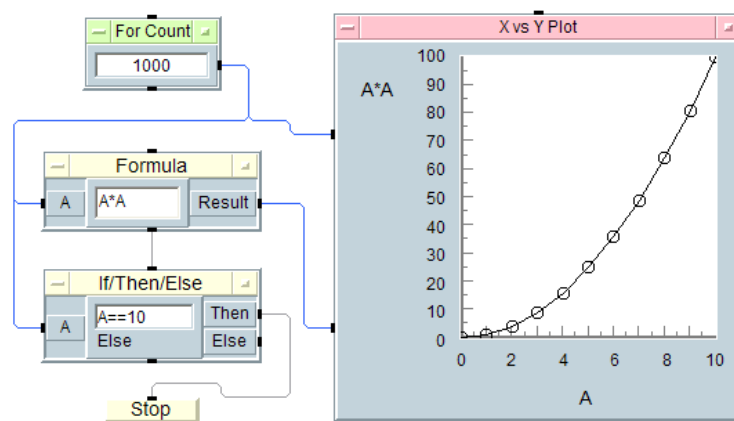 For Count
1000
Formula
A
A*A
Result
If/Then/Else
A
A==10
Then
Else
Else
Stop
X vs Y Plot
A*A
100
90
80
70
60
50
40
30
20
10
0
0 2 4 6 8 10
A